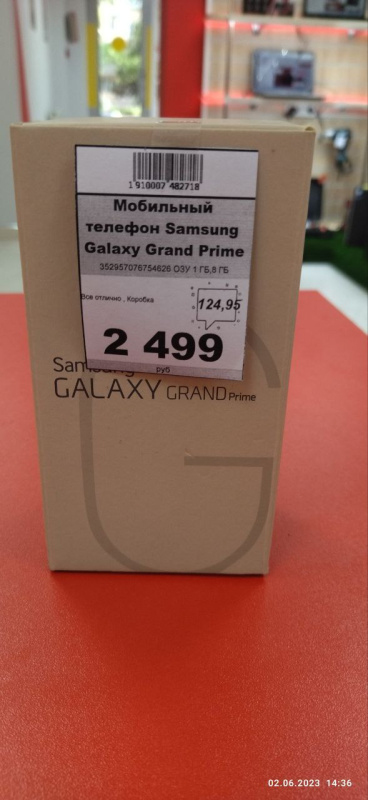 1 910007 482718
Мобильный
телефон Samsung
Galaxy Grand Prime
352957076754626 ОЗУ 1 ГБ,8 ГБ
Все отлично , Коробка
124,95
2 499
руб
Samsung
GALAXY GRAND Prime
02.06.2023 14:36